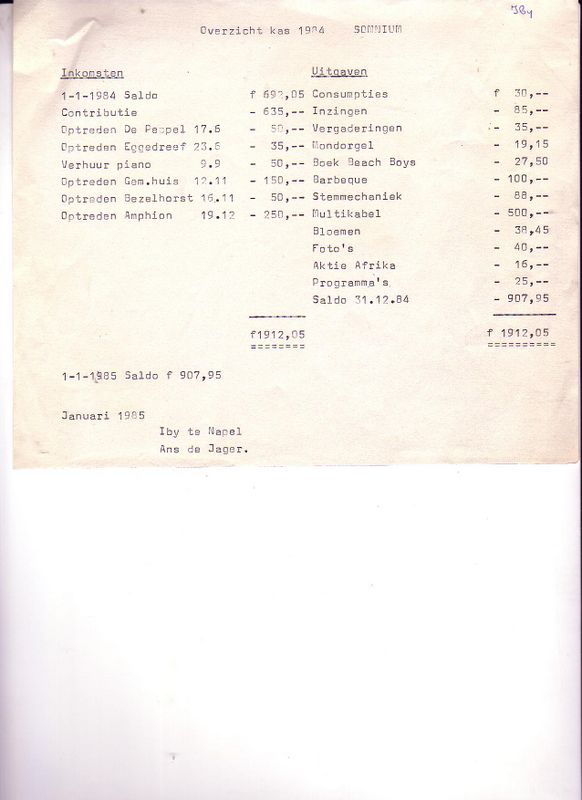 IBy
Overzicht kas 1984 SOMNIUM
Inkomsten Uitgaven
1-1-1984 Saldo f 692,05 Consumpties f 30,--
Contributie - 635,-- Inzingen - 85,--
Optreden De Pappel 17.6 - 50,-- Vergaderingen - 35,--
Optreden Eggedreef 23.6 - 35,-- Mondorgel - 19,15
Verhuur piano 9.9 - 50,-- Boek Beach Boys - 27,50
Optreden Gem.huis 12.11 - 150,-- Barbeque - 100,--
Optreden Bezelhorst 16.11 - 50,-- Stemmechaniek - 88,--
Optreden Amphion 19.12 - 250,-- Multikabel - 500,--
Bloemen - 38,45
Foto's - 40,--
Aktie Afrika - 16,--
Programma's - 25,--
Saldo 31.12.84 - 907,95
f1912,05 f 1912,05
1-1-1985 Saldo f 907,95
Januari 1985
Iby te Napel
Ans de Jager.